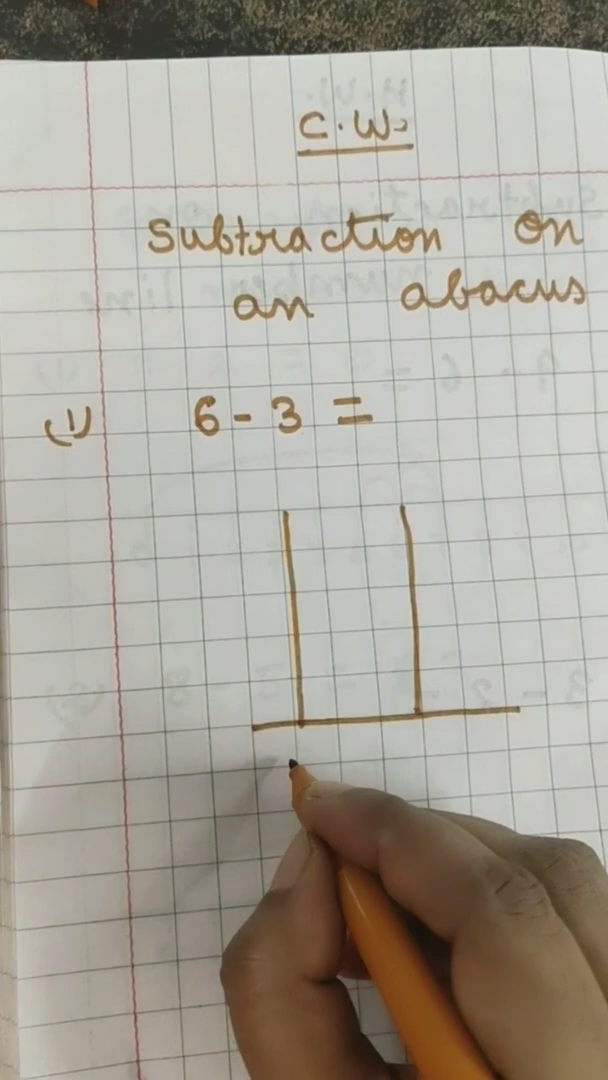 C.W.
Subtraction on
an abacus
(1) 6 - 3 =